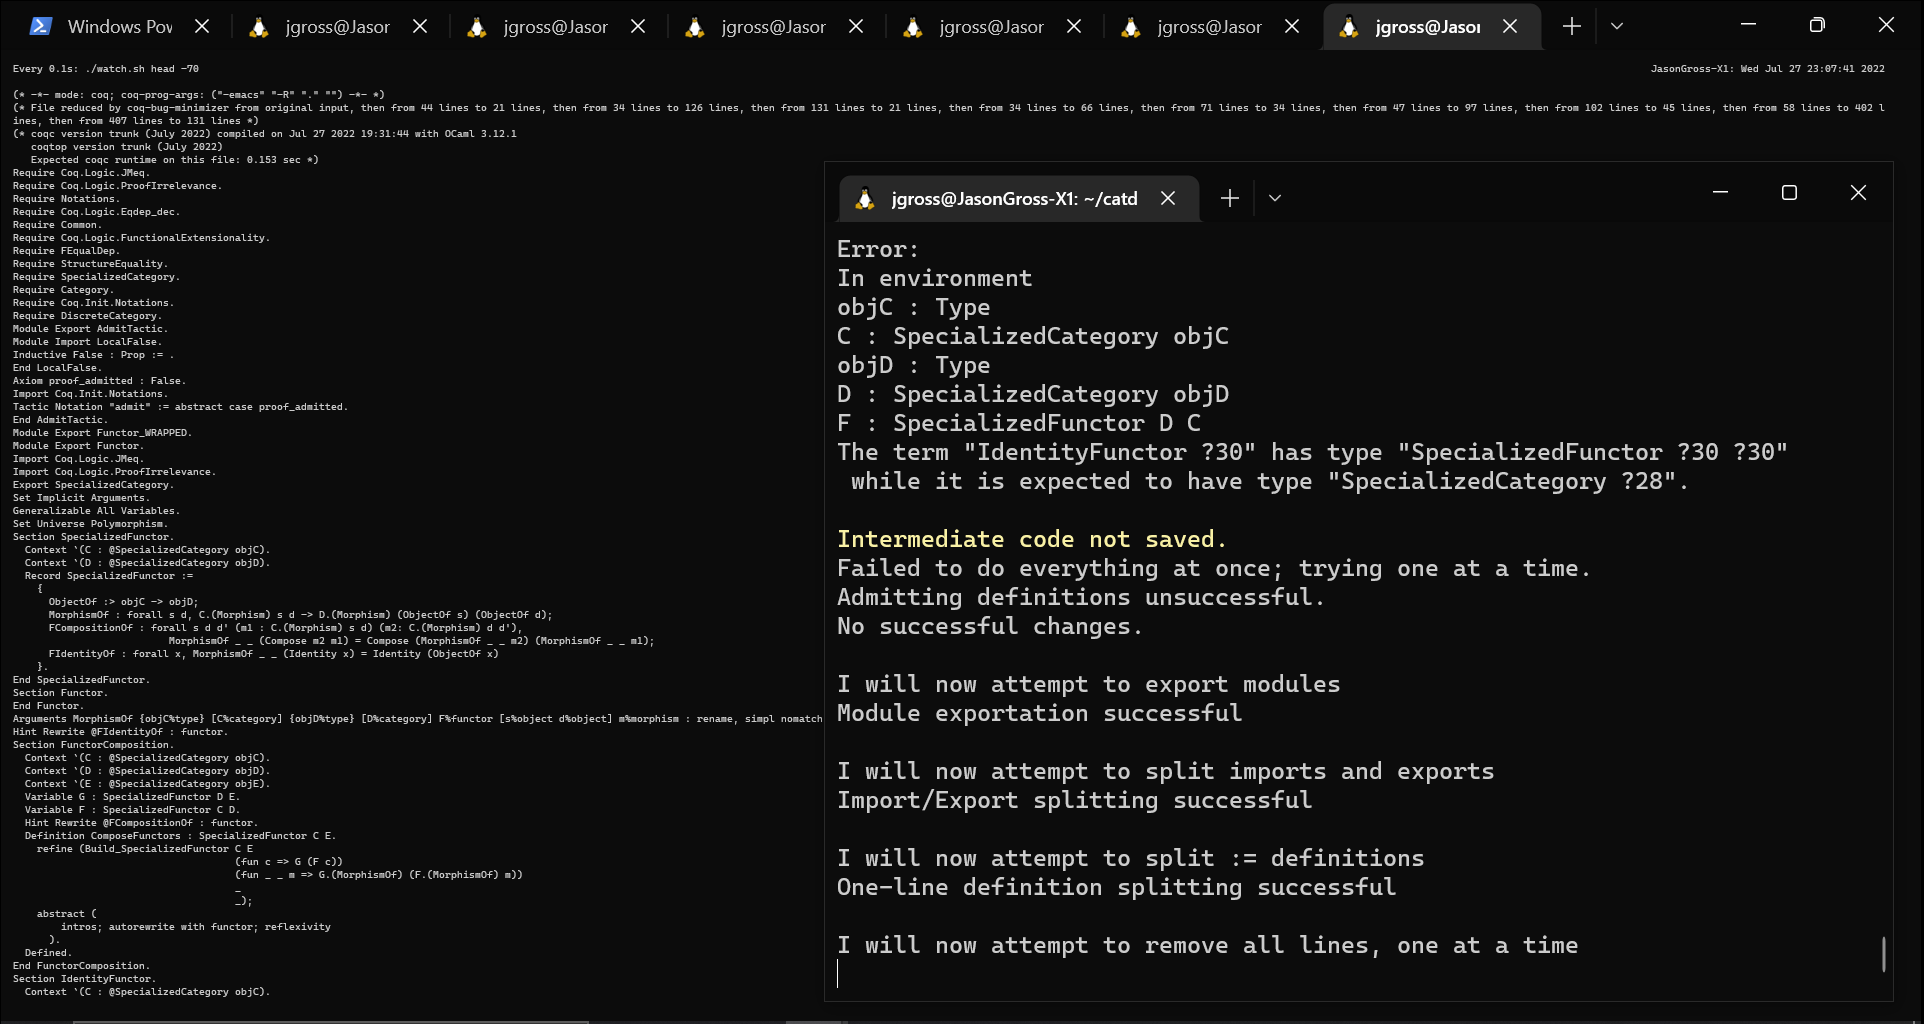 Windows Pow
jgross@Jasor
jgross@Jasor
jgross@Jasor
jgross@Jasor
jgross@Jasor
jgross@Jasor
Every 0.1s: ./watch.sh head -70
JasonGross-X1: Wed Jul 27 23:07:41 2022
(* -*- mode: coq; coq-prog-args: ("-emacs" "-R" "." "") -*- *)
(* File reduced by coq-bug-minimizer from original input, then from 44 lines to 21 lines, then from 34 lines to 126 lines, then from 131 lines to 21 lines, then from 34 lines to 66 lines, then from 71 lines to 34 lines, then from 47 lines to 97 lines, then from 102 lines to 45 lines, then from 58 lines to 402 l
ines, then from 407 lines to 131 lines *)
(* coqc version trunk (July 2022) compiled on Jul 27 2022 19:31:44 with OCaml 3.12.1
   coqtop version trunk (July 2022)
   Expected coqc runtime on this file: 0.153 sec *)
Require Coq.Logic.JMeq.
Require Coq.Logic.ProofIrrelevance.
Require Notations.
Require Coq.Logic.Eqdep_dec.
Require Common.
Require Coq.Logic.FunctionalExtensionality.
Require FEqualDep.
Require StructureEquality.
Require SpecializedCategory.
Require Category.
Require Coq.Init.Notations.
Require DiscreteCategory.
Module Export AdmitTactic.
Module Import LocalFalse.
Inductive False : Prop := .
End LocalFalse.
Axiom proof_admitted : False.
Import Coq.Init.Notations.
Tactic Notation "admit" := abstract case proof_admitted.
End AdmitTactic.
Module Export Functor_WRAPPED.
Module Export Functor.
Import Coq.Logic.JMeq.
Import Coq.Logic.ProofIrrelevance.
Export SpecializedCategory.
Set Implicit Arguments.
Generalizable All Variables.
Set Universe Polymorphism.
Section SpecializedFunctor.
  Context `(C : @SpecializedCategory objC).
  Context `(D : @SpecializedCategory objD).
  Record SpecializedFunctor :=
    {
      ObjectOf :> objC -> objD;
      MorphismOf : forall s d, C.(Morphism) s d -> D.(Morphism) (ObjectOf s) (ObjectOf d);
      FCompositionOf : forall s d d' (m1 : C.(Morphism) s d) (m2: C.(Morphism) d d'),
                          MorphismOf _ _ (Compose m2 m1) = Compose (MorphismOf _ _ m2) (MorphismOf _ _ m1);
      FIdentityOf : forall x, MorphismOf _ _ (Identity x) = Identity (ObjectOf x)
    }.
End SpecializedFunctor.
Section Functor.
End Functor.
Arguments MorphismOf {objC%type} [C%category] {objD%type} [D%category] F%functor [s%object d%object] m%morphism : rename, simpl nomatch
Hint Rewrite @FIdentityOf : functor.
Section FunctorComposition.
  Context `(C : @SpecializedCategory objC).
  Context `(D : @SpecializedCategory objD).
  Context `(E : @SpecializedCategory objE).
  Variable G : SpecializedFunctor D E.
  Variable F : SpecializedFunctor C D.
  Hint Rewrite @FCompositionOf : functor.
  Definition ComposeFunctors : SpecializedFunctor C E.
    refine (Build_SpecializedFunctor C E
                                     (fun c => G (F c))
                                     (fun _ _ m => G.(MorphismOf) (F.(MorphismOf) m))
                                     _
                                     _);
    abstract (
        intros; autorewrite with functor; reflexivity
      ).
  Defined.
End FunctorComposition.
Section IdentityFunctor.
  Context `(C : @SpecializedCategory objC).
jgross@JasonGross-X1: ~/catd
Error:
In environment
objC : Type
C : SpecializedCategory objC
objD : Type
D : SpecializedCategory objD
F : SpecializedFunctor D C
The term "IdentityFunctor ?30" has type "SpecializedFunctor ?30 ?30"
 while it is expected to have type "SpecializedCategory ?28".
Intermediate code not saved.
Failed to do everything at once; trying one at a time.
Admitting definitions unsuccessful.
No successful changes.
I will now attempt to export modules
Module exportation successful
I will now attempt to split imports and exports
Import/Export splitting successful
I will now attempt to split := definitions
One-line definition splitting successful
I will now attempt to remove all lines, one at a time